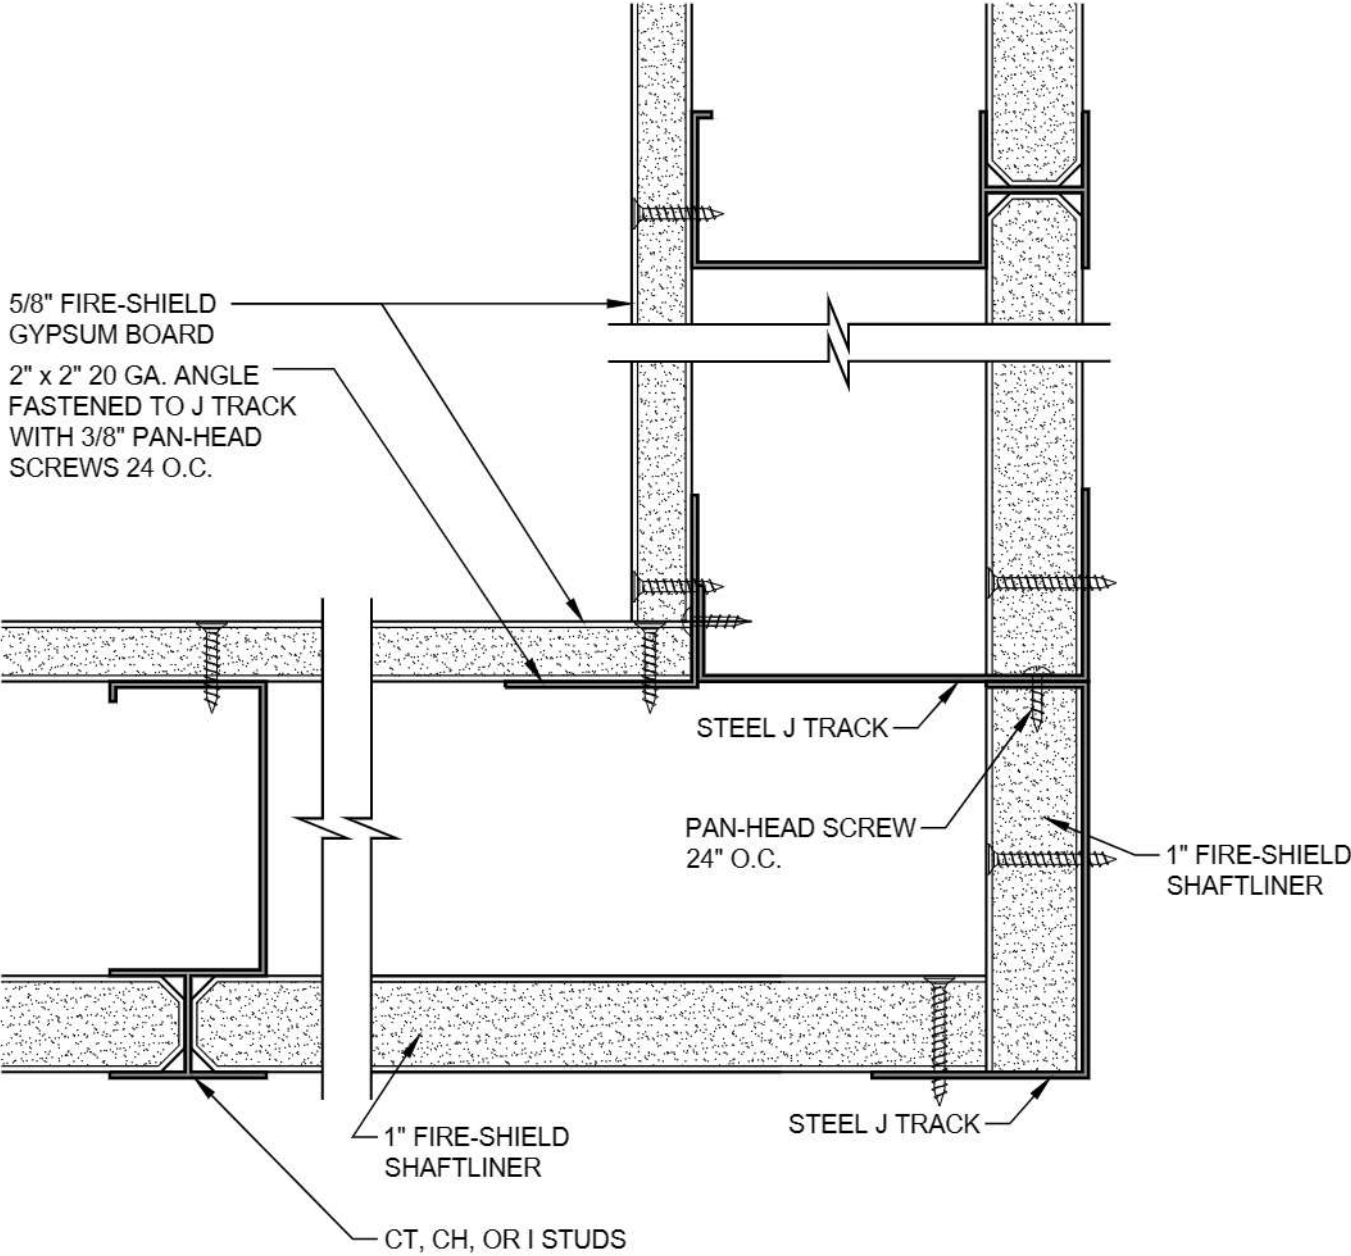 5/8" FIRE-SHIELD
GYPSUM BOARD
2" x 2" 20 GA. ANGLE
FASTENED TO J TRACK
WITH 3/8" PAN-HEAD
SCREWS 24 O.C.
STEEL J TRACK
PAN-HEAD SCREW
24" O.C.
1" FIRE-SHIELD
SHAFTLINER
STEEL J TRACK
1" FIRE-SHIELD
SHAFTLINER
CT, CH, OR I STUDS